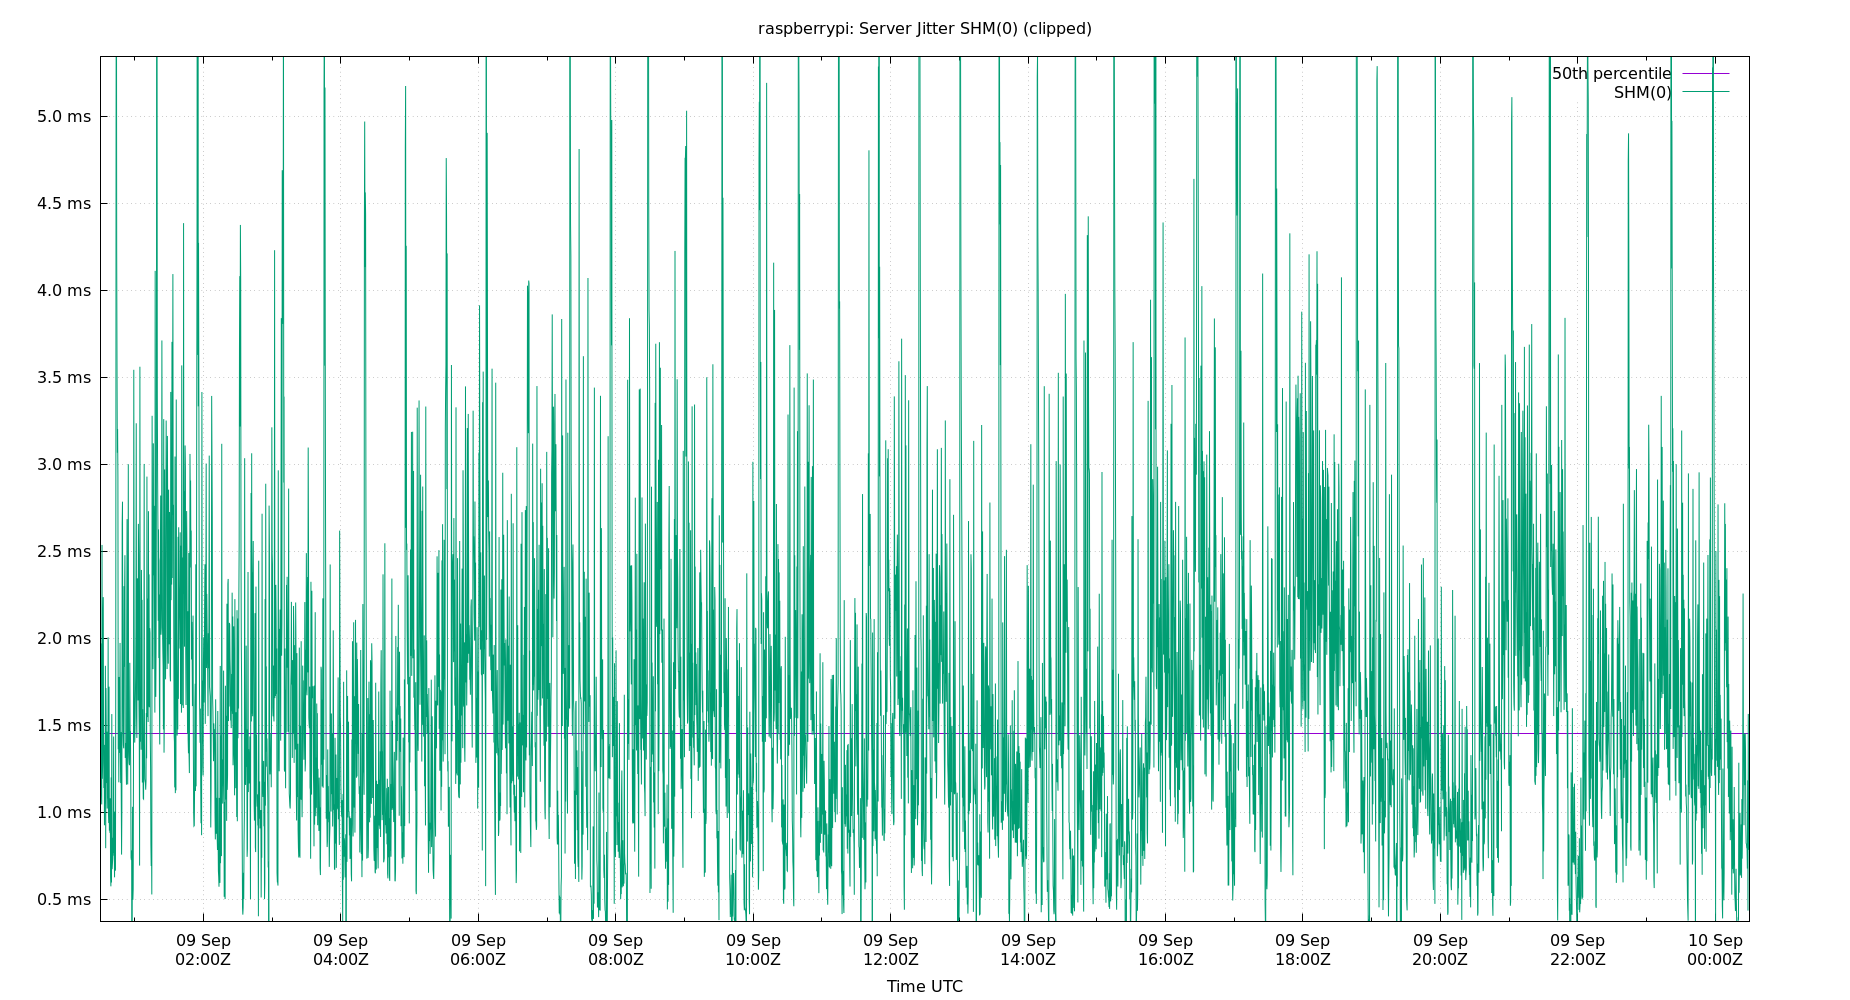 raspberrypi: Server Jitter SHM(0) (clipped)
50th percentile
SHM(0)
5.0 ms
4.5 ms
4.0 ms
3.5 ms
3.0 ms
2.5 ms
2.0 ms
1.5 ms
1.0 ms
0.5 ms
09 Sep 09 Sep 09 Sep 09 Sep 09 Sep 09 Sep 09 Sep 09 Sep 09 Sep 09 Sep 09 Sep 10 Sep
02:00Z 04:00Z 06:00Z 08:00Z 10:00Z 12:00Z 14:00Z 16:00Z 18:00Z 20:00Z 22:00Z 00:00Z
Time UTC